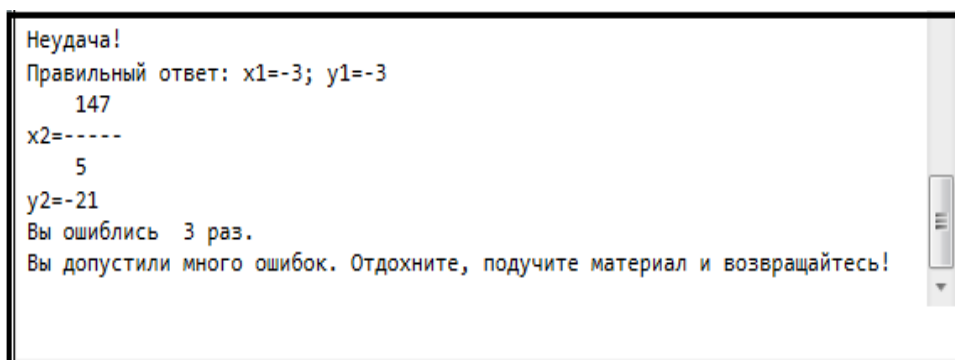 Неудача!
Правильный ответ: x1=-3; y1=-3
147
x2=-----
5
y2=-21
Вы ошиблись  3 раз.
Вы допустили много ошибок. Отдохните, подучите материал и возвращайтесь!